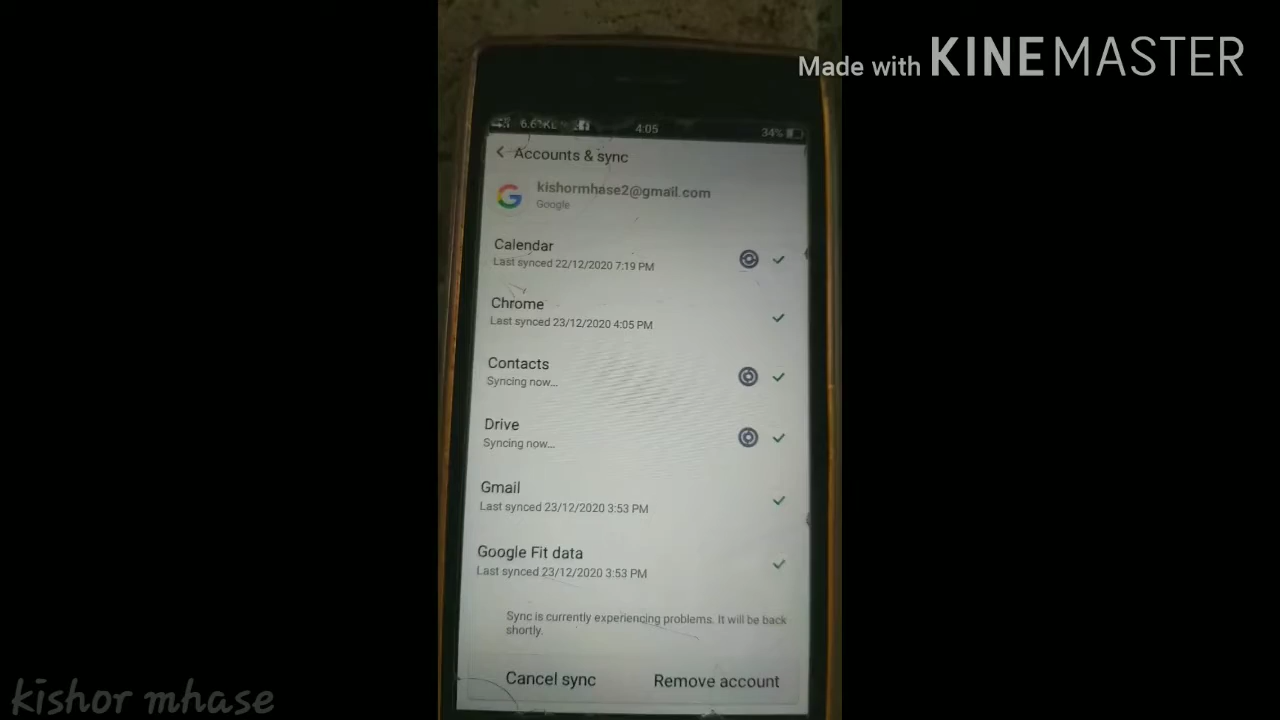 Made with KINEMASTER
4:05
34%
Accounts & sync
kishormhase2@gmail.com
Google
Calendar
Last synced 22/12/2020 7:19 PM
Chrome
Last synced 23/12/2020 4:05 PM
Contacts
Syncing now...
Drive
Syncing now...
Gmail
Last synced 23/12/2020 3:53 PM
Google Fit data
Last synced 23/12/2020 3:53 PM
Sync is currently experiencing problems. It will be back
shortly.
Cancel sync
Remove account
kishor mhase